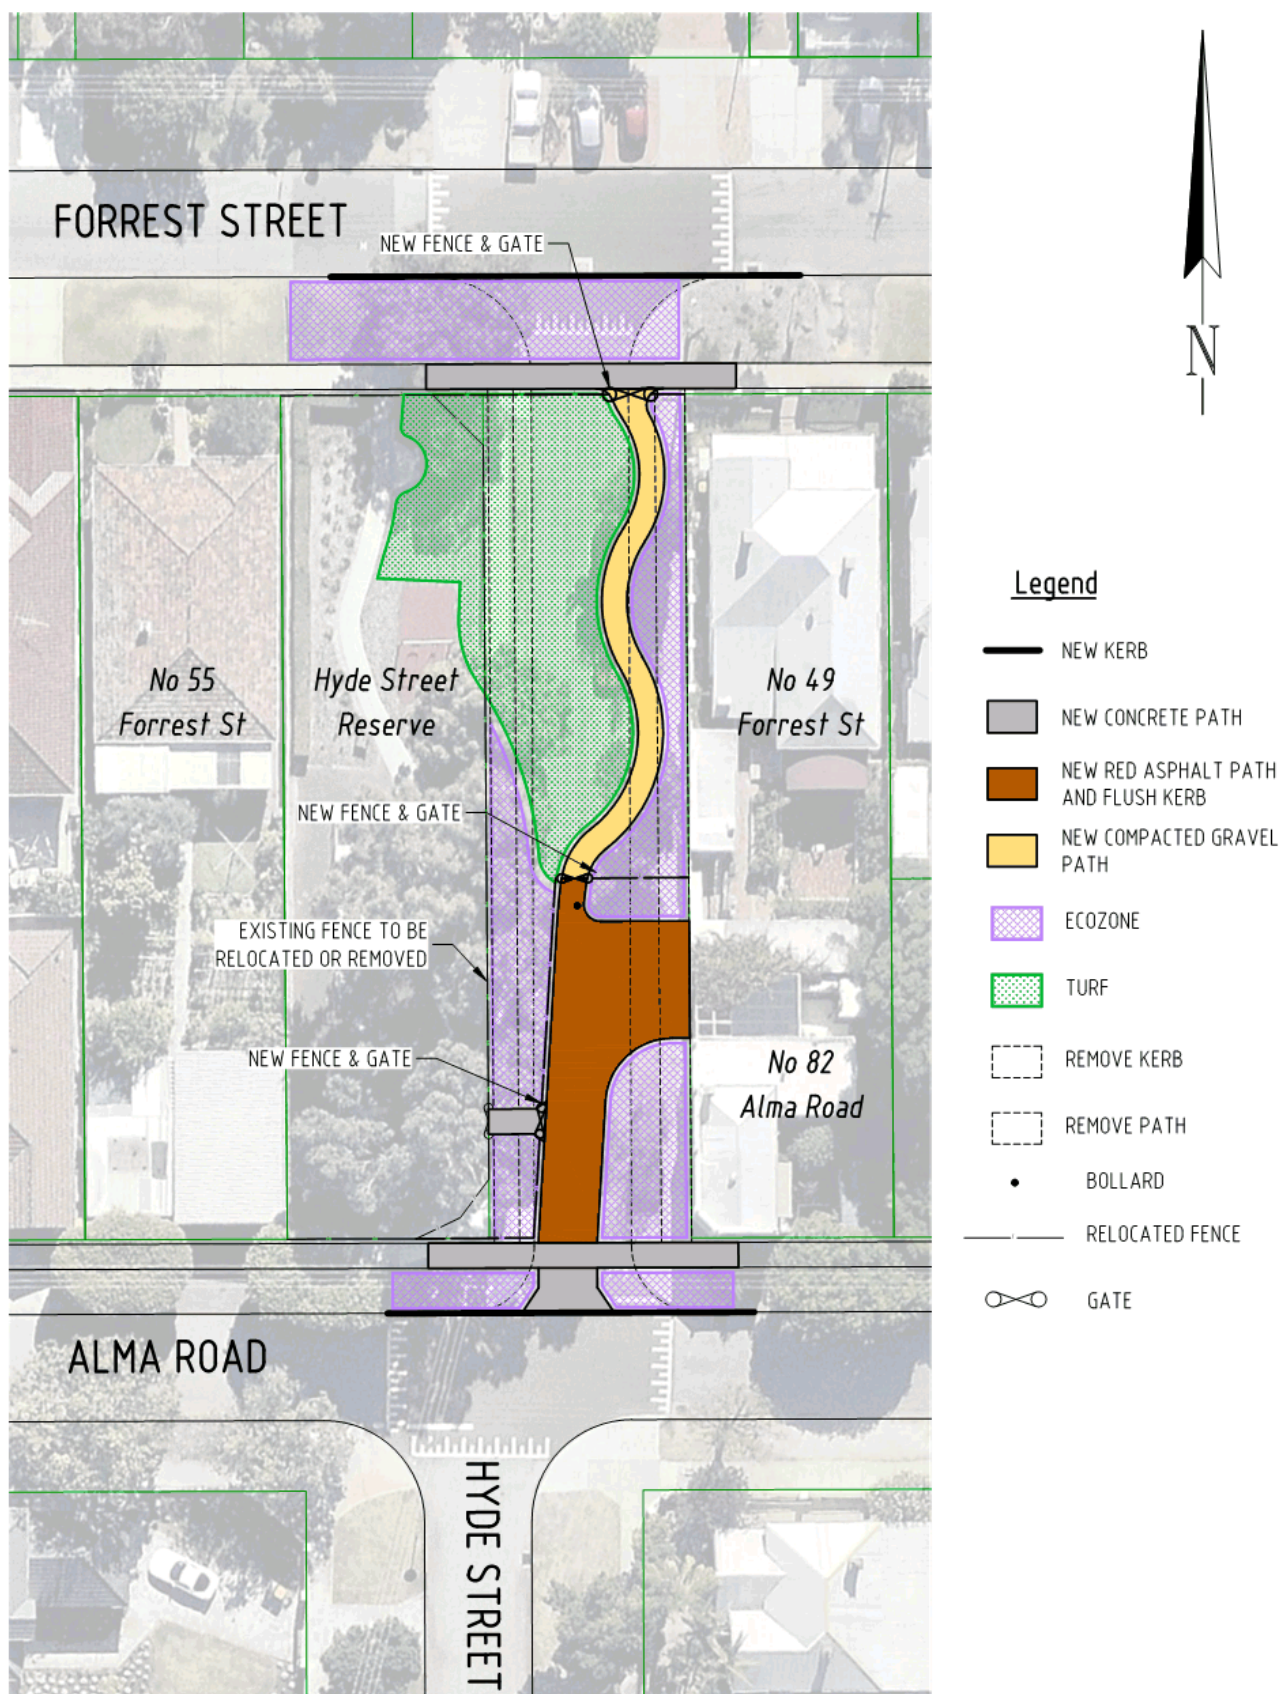 FORREST STREET
NEW FENCE & GATE
N
No 55
Forrest St
Hyde Street
Reserve
No 49
Forrest St
NEW FENCE & GATE
EXISTING FENCE TO BE
RELOCATED OR REMOVED
NEW FENCE & GATE
No 82
Alma Road
ALMA ROAD
HYDE STREET
Legend
NEW KERB
NEW CONCRETE PATH
NEW RED ASPHALT PATH
AND FLUSH KERB
NEW COMPACTED GRAVEL
PATH
ECOZONE
TURF
REMOVE KERB
REMOVE PATH
BOLLARD
RELOCATED FENCE
GATE